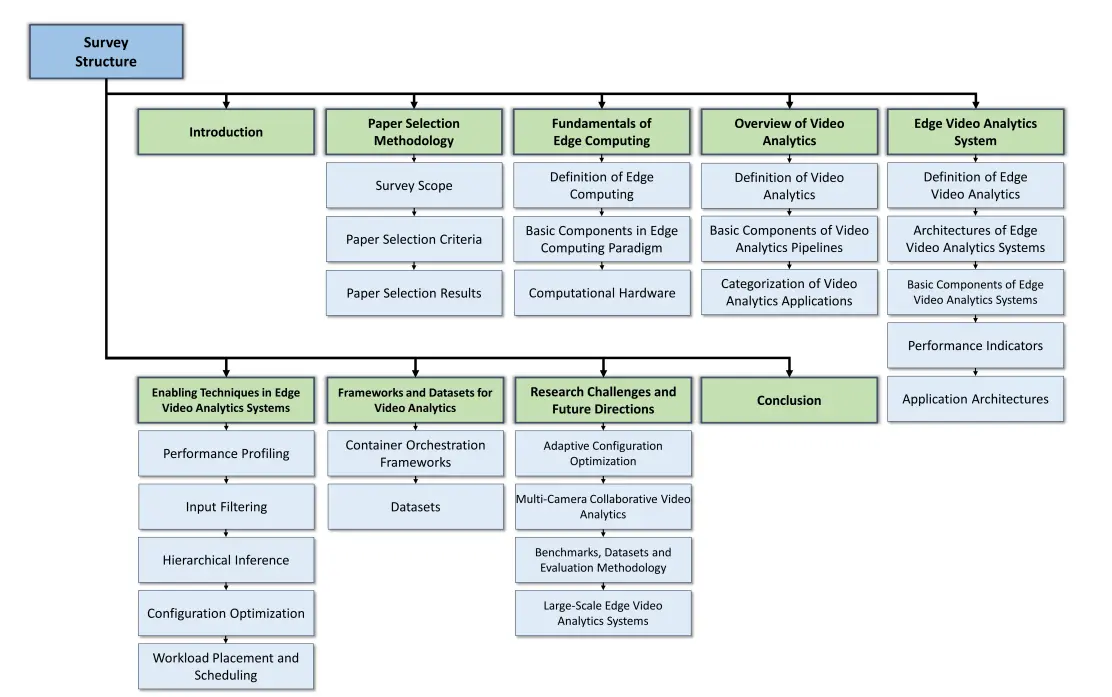 Survey
Structure
Introduction
Paper Selection
Methodology
Survey Scope
Paper Selection Criteria
Paper Selection Results
Fundamentals of
Edge Computing
Definition of Edge
Computing
Basic Components in Edge
Computing Paradigm
Computational Hardware
Overview of Video
Analytics
Definition of Video
Analytics
Basic Components of Video
Analytics Pipelines
Categorization of Video
Analytics Applications
Edge Video Analytics
System
Definition of Edge
Video Analytics
Architectures of Edge
Video Analytics Systems
Basic Components of Edge
Video Analytics Systems
Performance Indicators
Application Architectures
Enabling Techniques in Edge
Video Analytics Systems
Performance Profiling
Input Filtering
Hierarchical Inference
Configuration Optimization
Workload Placement and
Scheduling
Frameworks and Datasets for
Video Analytics
Container Orchestration
Frameworks
Datasets
Research Challenges and
Future Directions
Adaptive Configuration
Optimization
Multi-Camera Collaborative Video
Analytics
Benchmarks, Datasets and
Evaluation Methodology
Large-Scale Edge Video
Analytics Systems
Conclusion